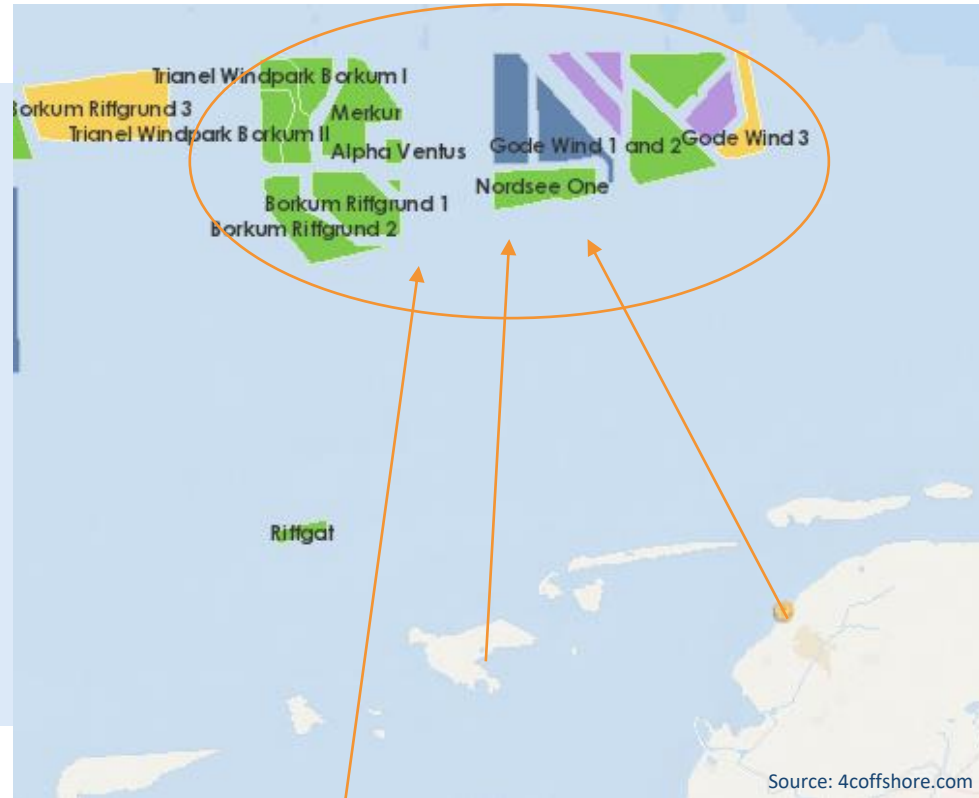 Trianel Windpark Borkum I
Borkum Riffgrund 3
Merkur
Trianel Windpark Borkum II
Alpha Ventus
Gode Wind 1 and 2
Gode Wind 3
Nordsee One
Borkum Riffgrund 1
Borkum Riffgrund 2
Riffgat
Source: 4coffshore.com